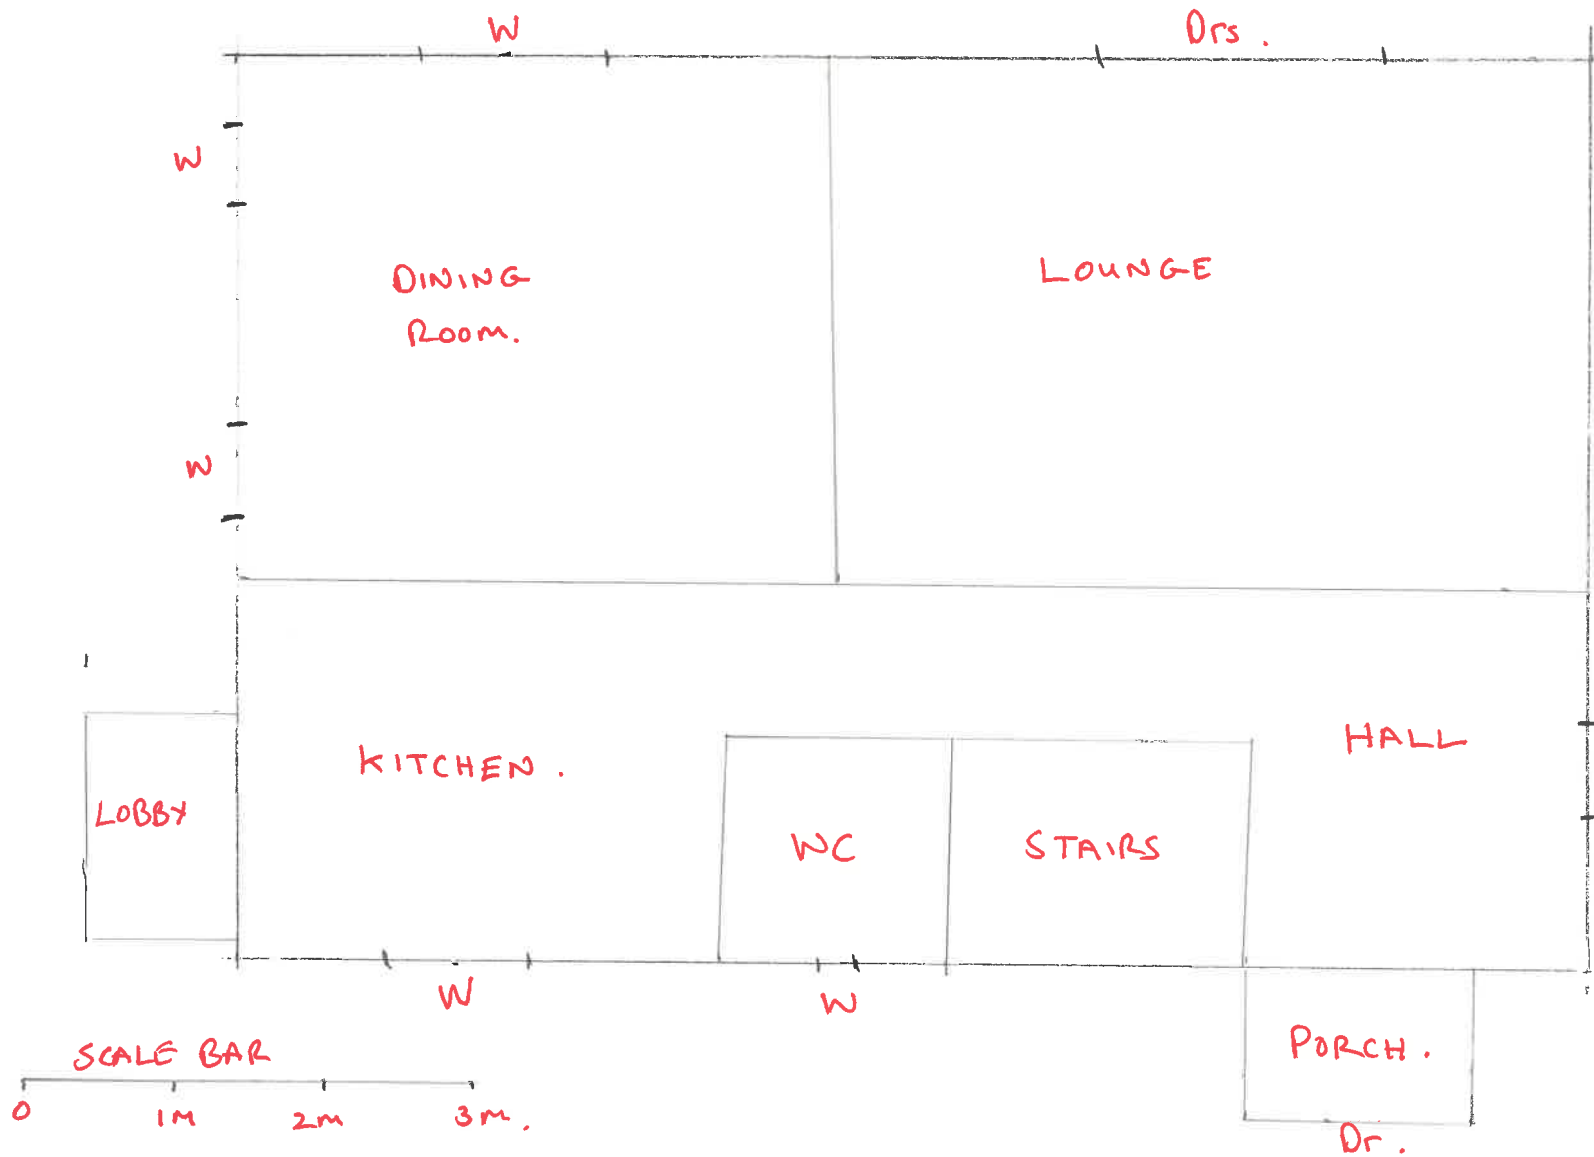 W
Drs.
W
DINING
ROOM.
LOUNGE
W
HALL
KITCHEN.
LOBBY
WC
STAIRS
W
W
PORCH.
SCALE BAR
0 1M 2M 3M.
Dr.